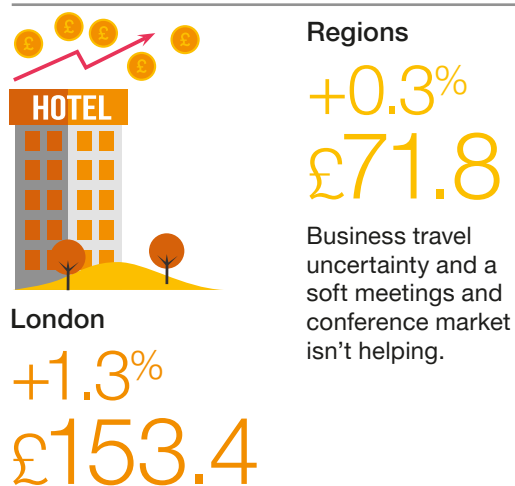 £ £ £ £ £
HOTEL
London
+1.3%
£153.4
Regions
+0.3%
£71.8
Business travel
uncertainty and a
soft meetings and
conference market
isn't helping.